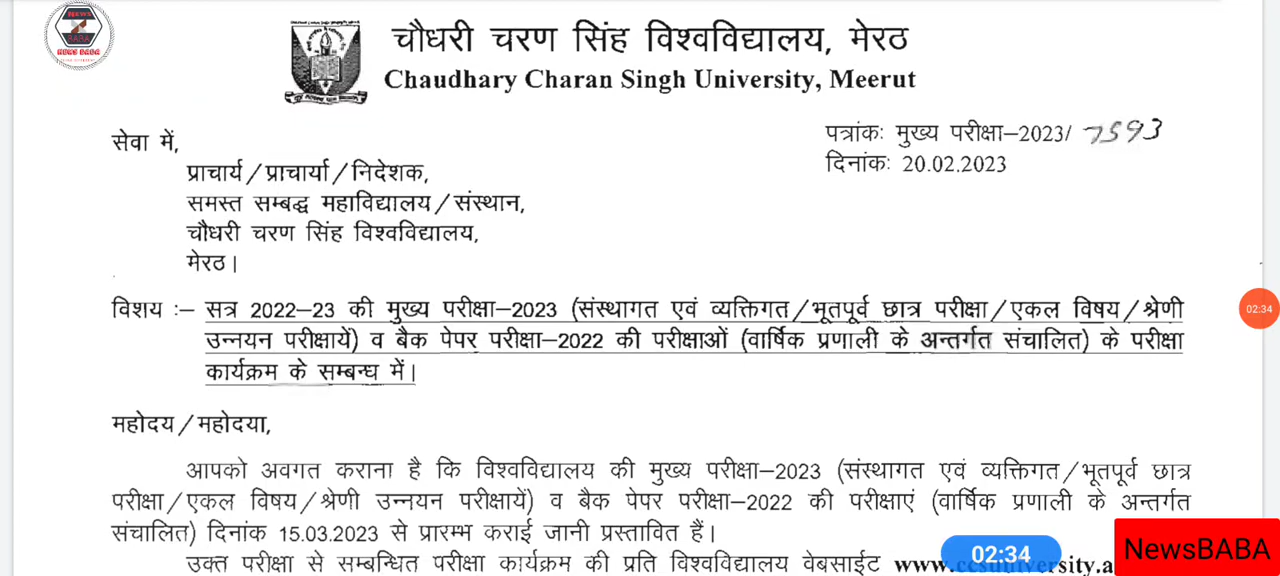 NEWS
BABA
NEWS BABA
चौधरी चरण सिंह विश्वविद्यालय, मेरठ
Chaudhary Charan Singh University, Meerut
पत्रांकः मुख्य परीक्षा–2023/ 7593
दिनांकः 20.02.2023
सेवा में,
प्राचार्य/प्राचार्या/निदेशक,
समस्त सम्बद्ध महाविद्यालय/संस्थान,
चौधरी चरण सिंह विश्वविद्यालय,
मेरठ।
विशय :– सत्र 2022–23 की मुख्य परीक्षा–2023 (संस्थागत एवं व्यक्तिगत/भूतपूर्व छात्र परीक्षा/एकल विषय/श्रेणी
उन्नयन परीक्षायें) व बैक पेपर परीक्षा–2022 की परीक्षाओं (वार्षिक प्रणाली के अन्तर्गत संचालित) के परीक्षा
कार्यक्रम के सम्बन्ध में।
02:34
महोदय/महोदया,
आपको अवगत कराना है कि विश्वविद्यालय की मुख्य परीक्षा–2023 (संस्थागत एवं व्यक्तिगत/भूतपूर्व छात्र
परीक्षा/एकल विषय/श्रेणी उन्नयन परीक्षायें) व बैक पेपर परीक्षा–2022 की परीक्षाएं (वार्षिक प्रणाली के अन्तर्गत
संचालित) दिनांक 15.03.2023 से प्रारम्भ कराई जानी प्रस्तावित हैं।
उक्त परीक्षा से सम्बन्धित परीक्षा कार्यक्रम की प्रति विश्वविद्यालय वेबसाईट
02:34
NewsBABA